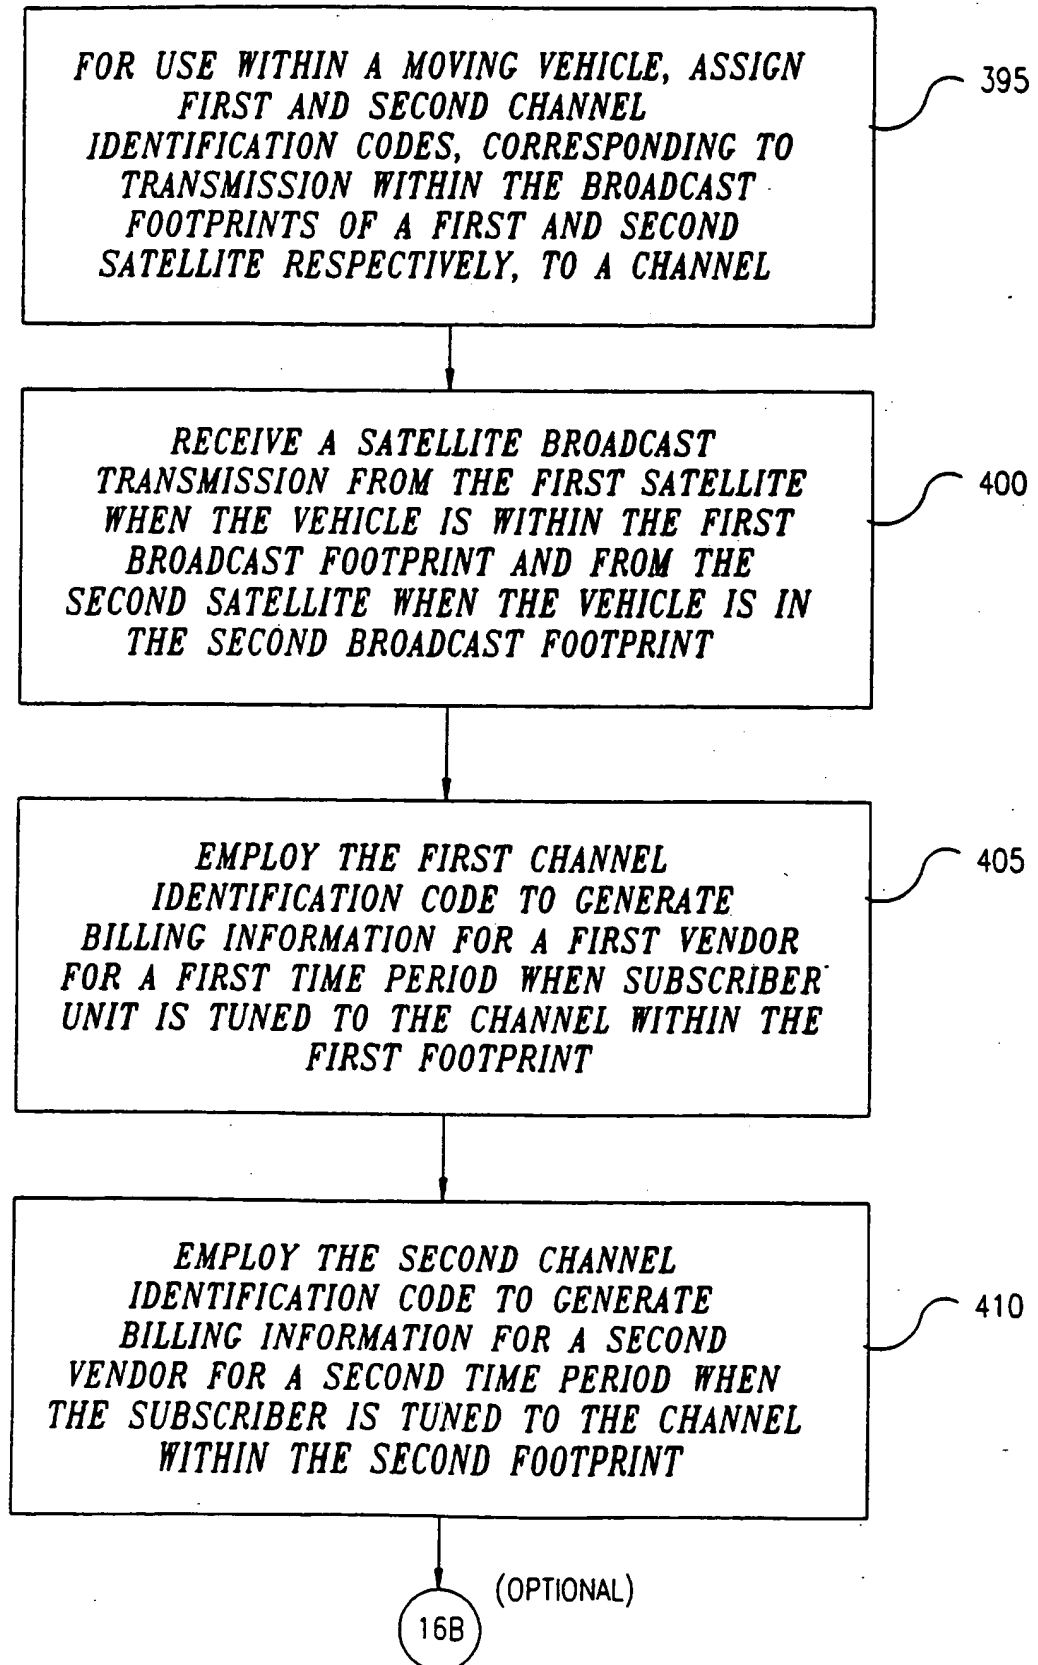 FOR USE WITHIN A MOVING VEHICLE, ASSIGN
FIRST AND SECOND CHANNEL
IDENTIFICATION CODES, CORRESPONDING TO
TRANSMISSION WITHIN THE BROADCAST
FOOTPRINTS OF A FIRST AND SECOND
SATELLITE RESPECTIVELY, TO A CHANNEL
395
RECEIVE A SATELLITE BROADCAST
TRANSMISSION FROM THE FIRST SATELLITE
WHEN THE VEHICLE IS WITHIN THE FIRST
BROADCAST FOOTPRINT AND FROM THE
SECOND SATELLITE WHEN THE VEHICLE IS IN
THE SECOND BROADCAST FOOTPRINT
400
EMPLOY THE FIRST CHANNEL
IDENTIFICATION CODE TO GENERATE
BILLING INFORMATION FOR A FIRST VENDOR
FOR A FIRST TIME PERIOD WHEN SUBSCRIBER
UNIT IS TUNED TO THE CHANNEL WITHIN THE
FIRST FOOTPRINT
405
EMPLOY THE SECOND CHANNEL
IDENTIFICATION CODE TO GENERATE
BILLING INFORMATION FOR A SECOND
VENDOR FOR A SECOND TIME PERIOD WHEN
THE SUBSCRIBER IS TUNED TO THE CHANNEL
WITHIN THE SECOND FOOTPRINT
410
(OPTIONAL)
16B